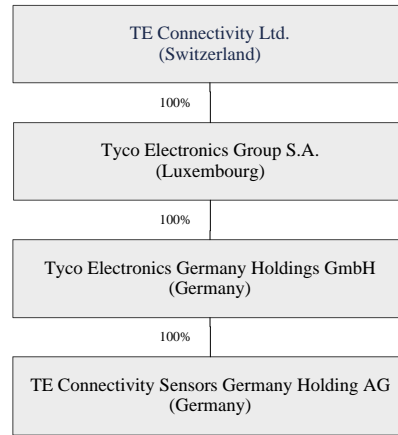 TE Connectivity Ltd.
(Switzerland)
100%
Tyco Electronics Group S.A.
(Luxembourg)
100%
Tyco Electronics Germany Holdings GmbH
(Germany)
100%
TE Connectivity Sensors Germany Holding AG
(Germany)